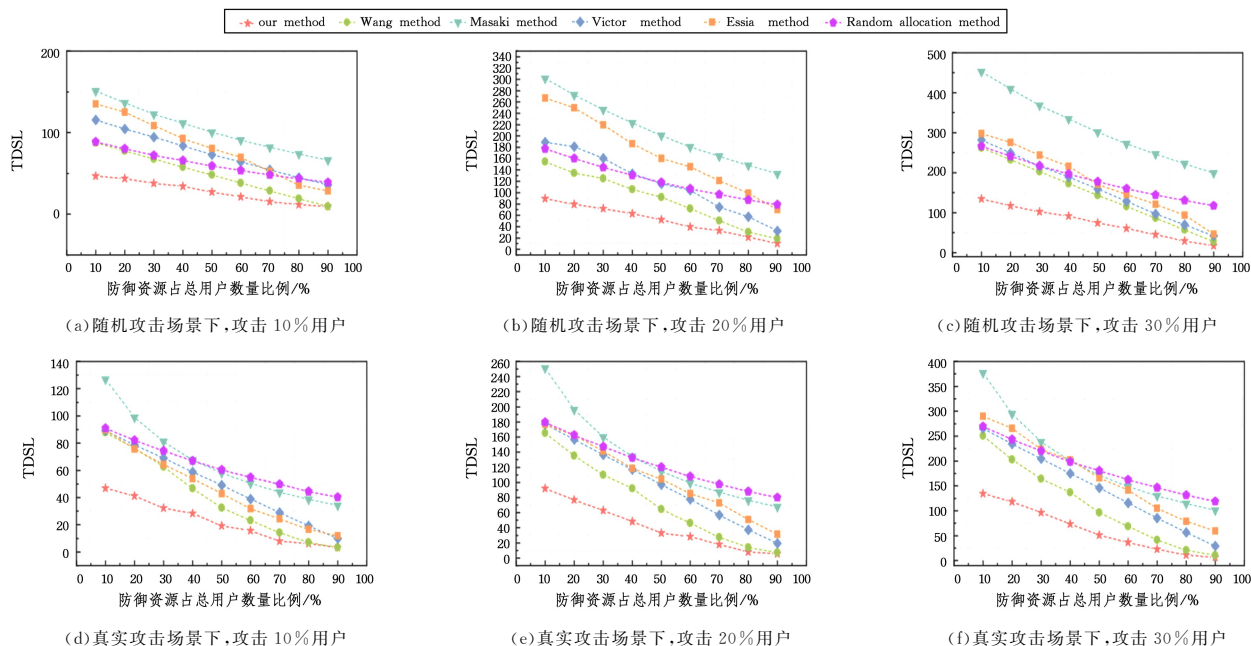 our method Wang method Masaki method Victor method Essia method Random allocation method
TDSL
200
100
0
0 10 20 30 40 50 60 70 80 90 100
防御资源占总用户数量比例/%
(a)随机攻击场景下,攻击 10%用户
TDSL
340
320
300
280
260
240
220
200
180
160
140
120
100
80
60
40
20
0
0 10 20 30 40 50 60 70 80 90 100
防御资源占总用户数量比例/%
(b)随机攻击场景下,攻击 20%用户
TDSL
500
400
300
200
100
0
0 10 20 30 40 50 60 70 80 90 100
防御资源占总用户数量比例/%
(c)随机攻击场景下,攻击 30%用户
TDSL
140
120
100
80
60
40
20
0
0 10 20 30 40 50 60 70 80 90 100
防御资源占总用户数量比例/%
(d)真实攻击场景下,攻击 10%用户
TDSL
260
240
220
200
180
160
140
120
100
80
60
40
20
0
0 10 20 30 40 50 60 70 80 90 100
防御资源占总用户数量比例/%
(e)真实攻击场景下,攻击 20%用户
TDSL
400
350
300
250
200
150
100
50
0
0 10 20 30 40 50 60 70 80 90 100
防御资源占总用户数量比例/%
(f)真实攻击场景下,攻击 30%用户